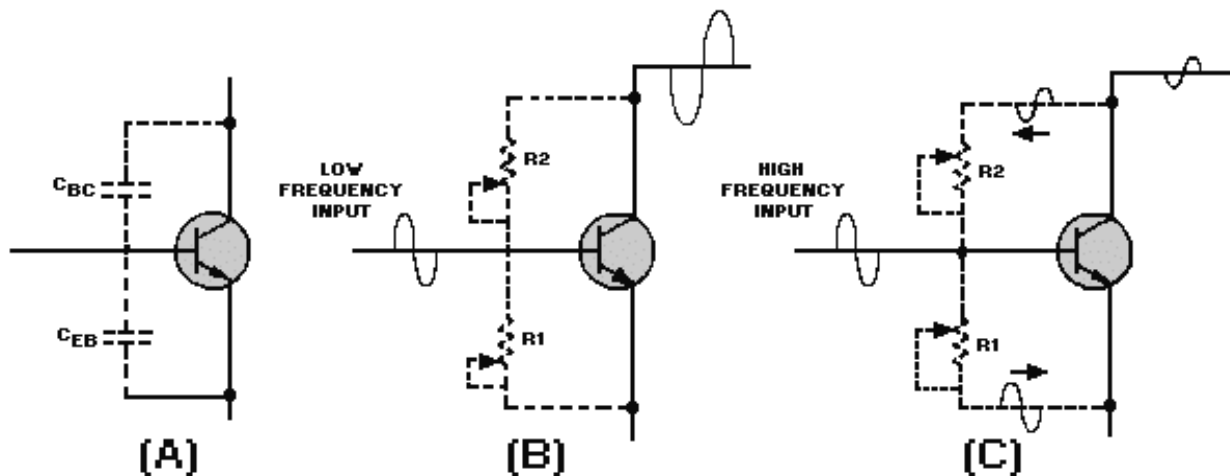 CBC
CEB
(A)
LOW
FREQUENCY
INPUT
R2
R1
(B)
HIGH
FREQUENCY
INPUT
R2
R1
(C)